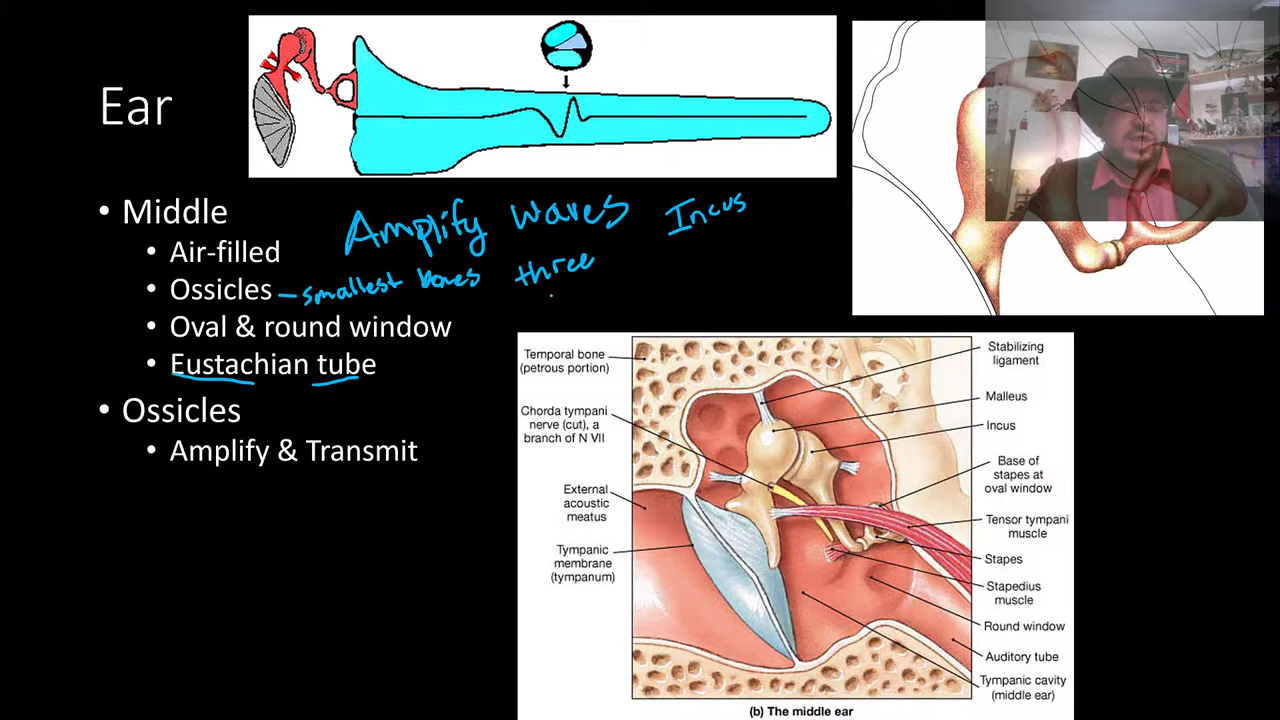 Ear
• Middle
• Air-filled
• Ossicles
• Oval & round window
• Eustachian tube
• Ossicles
• Amplify & Transmit
Amplify waves
Incus
– smallest bones three
Temporal bone
(petrous portion)
Chorda tympani
nerve (cut), a
branch of N VII
External
acoustic
meatus
Tympanic
membrane
(tympanum)
Stabilizing
ligament
Malleus
Incus
Base of
stapes at
oval window
Tensor tympani
muscle
Stapes
Stapedius
muscle
Round window
Auditory tube
Tympanic cavity
(middle ear)
(b) The middle ear